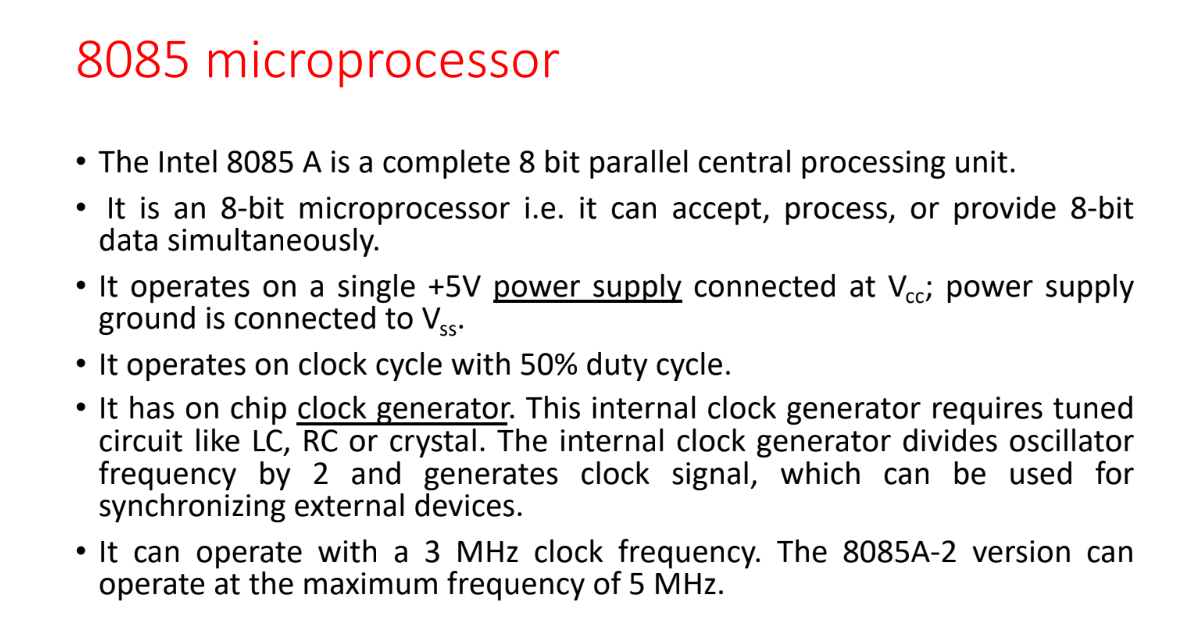 8085 microprocessor
• The Intel 8085 A is a complete 8 bit parallel central processing unit.
• It is an 8-bit microprocessor i.e. it can accept, process, or provide 8-bit
data simultaneously.
• It operates on a single +5V power supply connected at Vcc; power supply
ground is connected to Vss.
• It operates on clock cycle with 50% duty cycle.
• It has on chip clock generator. This internal clock generator requires tuned
circuit like LC, RC or crystal. The internal clock generator divides oscillator
frequency by 2 and generates clock signal, which can be used for
synchronizing external devices.
• It can operate with a 3 MHz clock frequency. The 8085A-2 version can
operate at the maximum frequency of 5 MHz.